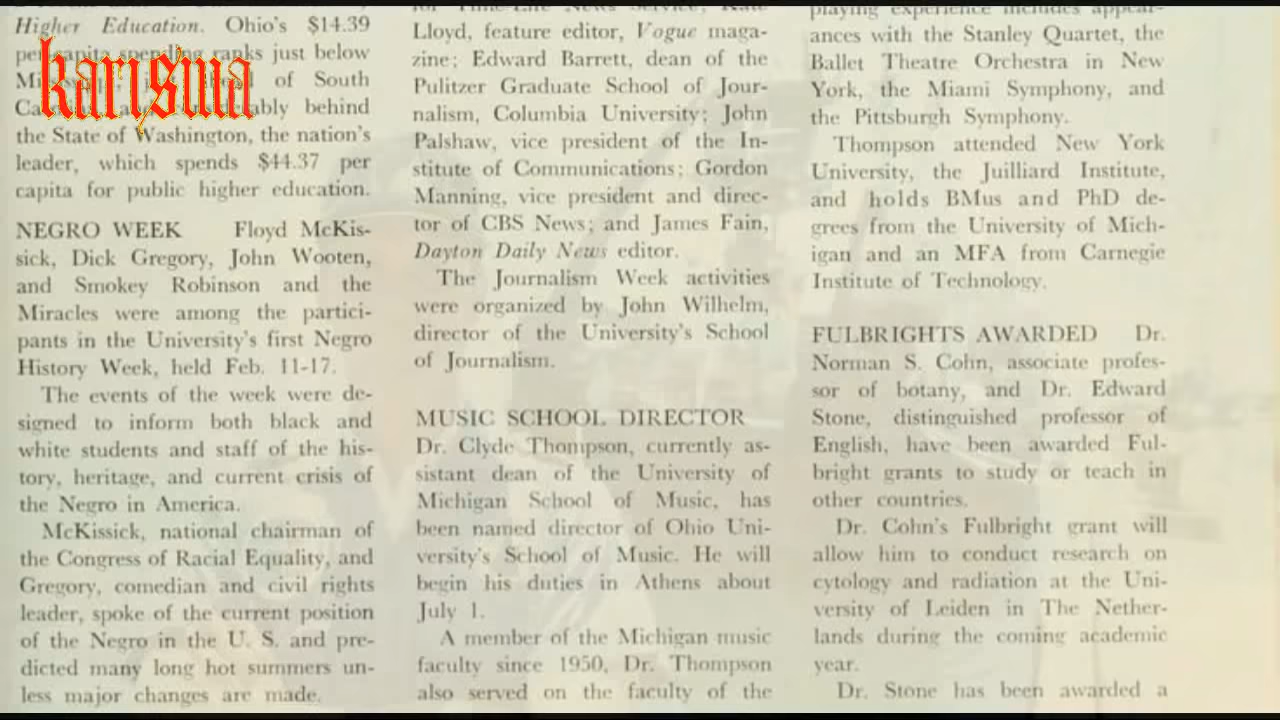 karisma
Higher Education. Ohio's $14.39
per capita spending ranks just below
of South
behind
the State of Washington, the nation's
leader, which spends $44.37 per
capita for public higher education.
NEGRO WEEK Floyd McKis-
sick, Dick Gregory, John Wooten,
and Smokey Robinson and the
Miracles were among the partici-
pants in the University's first Negro
History Week, held Feb. 11-17.
The events of the week were de-
signed to inform both black and
white students and staff of the his-
tory, heritage, and current crisis of
the Negro in America.
McKissick, national chairman of
the Congress of Racial Equality, and
Gregory, comedian and civil rights
leader, spoke of the current position
of the Negro in the U. S. and pre-
dicted many long hot summers un-
less major changes are made.
for Time-Life News Service; Kate
Lloyd, feature editor, Vogue maga-
zine; Edward Barrett, dean of the
Pulitzer Graduate School of Jour-
nalism, Columbia University; John
Palshaw, vice president of the In-
stitute of Communications; Gordon
Manning, vice president and direc-
tor of CBS News; and James Fain,
Dayton Daily News editor.
The Journalism Week activities
were organized by John Wilhelm,
director of the University's School
of Journalism.
MUSIC SCHOOL DIRECTOR
Dr. Clyde Thompson, currently as-
sistant dean of the University of
Michigan School of Music, has
been named director of Ohio Uni-
versity's School of Music. He will
begin his duties in Athens about
July 1.
A member of the Michigan music
faculty since 1950, Dr. Thompson
also served on the faculty of the
playing experience includes appear-
ances with the Stanley Quartet, the
Ballet Theatre Orchestra in New
York, the Miami Symphony, and
the Pittsburgh Symphony.
Thompson attended New York
University, the Juilliard Institute,
and holds BMus and PhD de-
grees from the University of Mich-
igan and an MFA from Carnegie
Institute of Technology.
FULBRIGHTS AWARDED Dr.
Norman S. Cohn, associate profes-
sor of botany, and Dr. Edward
Stone, distinguished professor of
English, have been awarded Ful-
bright grants to study or teach in
other countries.
Dr. Cohn's Fulbright grant will
allow him to conduct research on
cytology and radiation at the Uni-
versity of Leiden in The Nether-
lands during the coming academic
year.
Dr. Stone has been awarded a